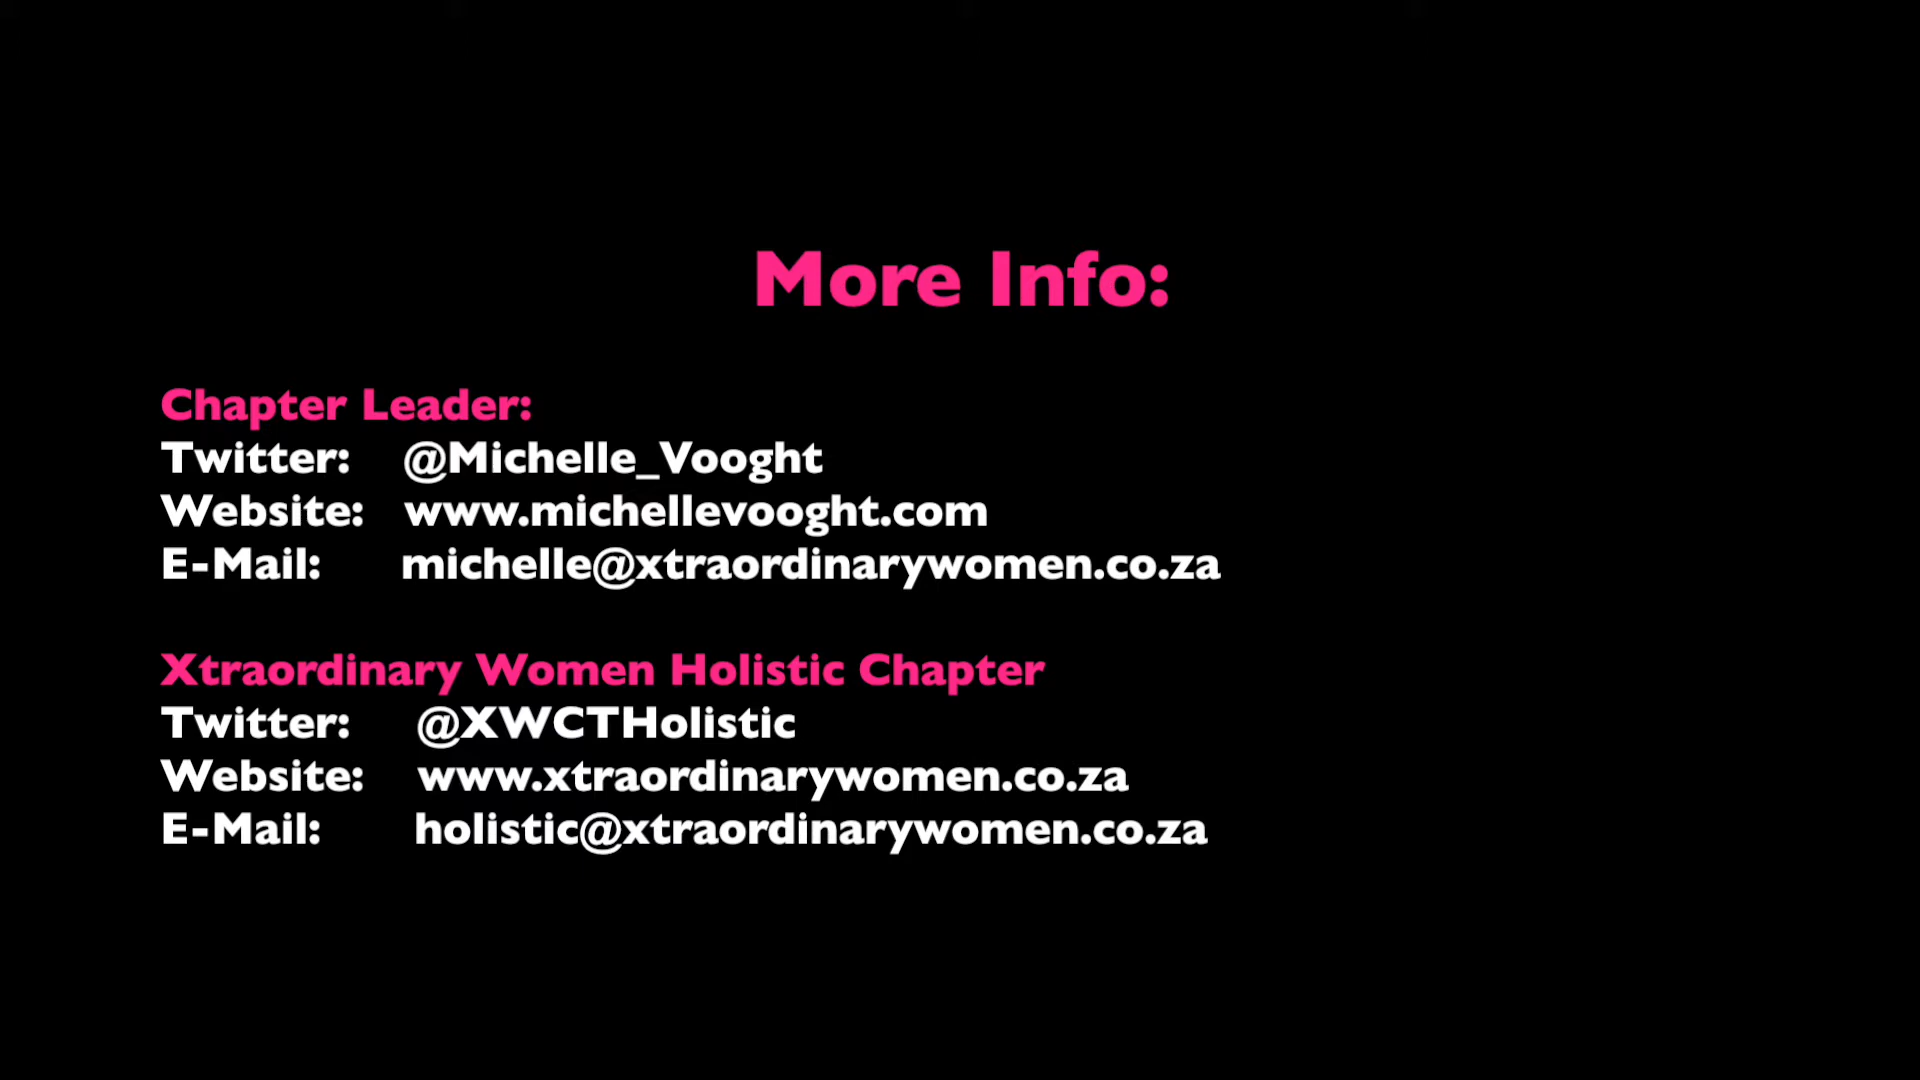 More Info:
Chapter Leader:
Twitter: @Michelle_Vooght
Website: www.michellevooght.com
E-Mail: michelle@xtraordinarywomen.co.za
Xtraordinary Women Holistic Chapter
Twitter: @XWCTHolistic
Website: www.xtraordinarywomen.co.za
E-Mail: holistic@xtraordinarywomen.co.za